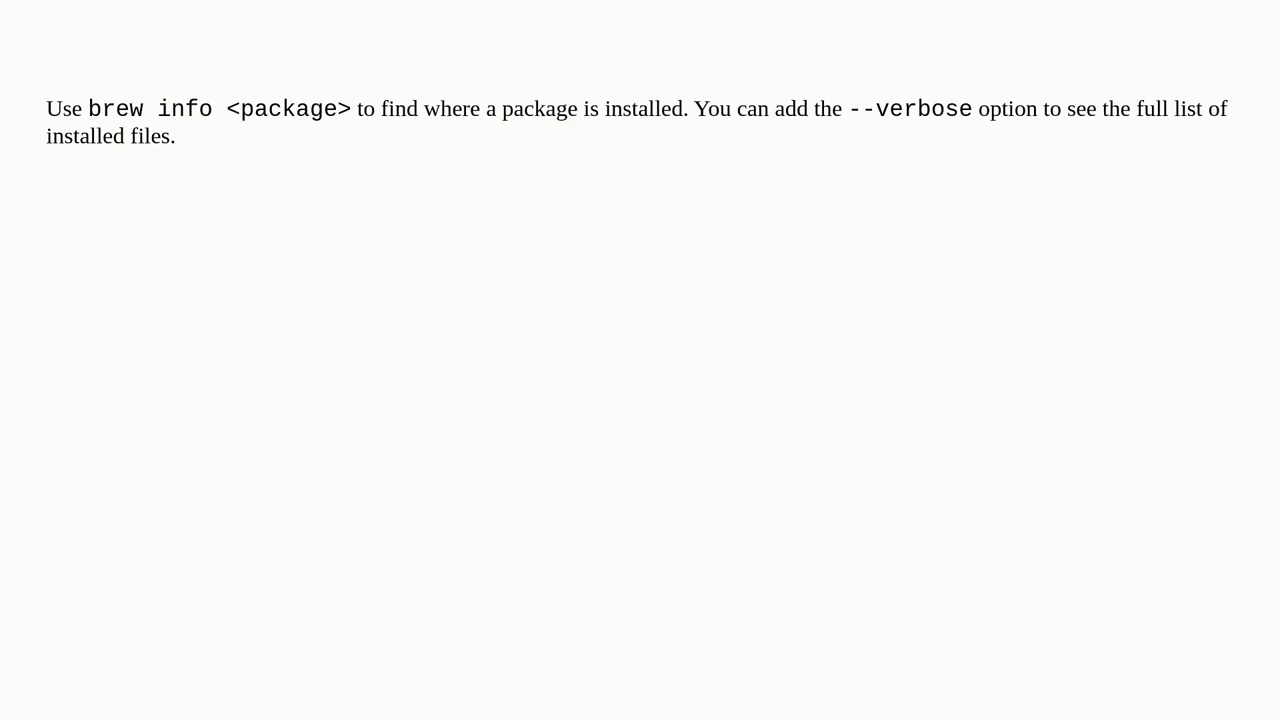 Use brew info <package> to find where a package is installed. You can add the --verbose option to see the full list of
installed files.